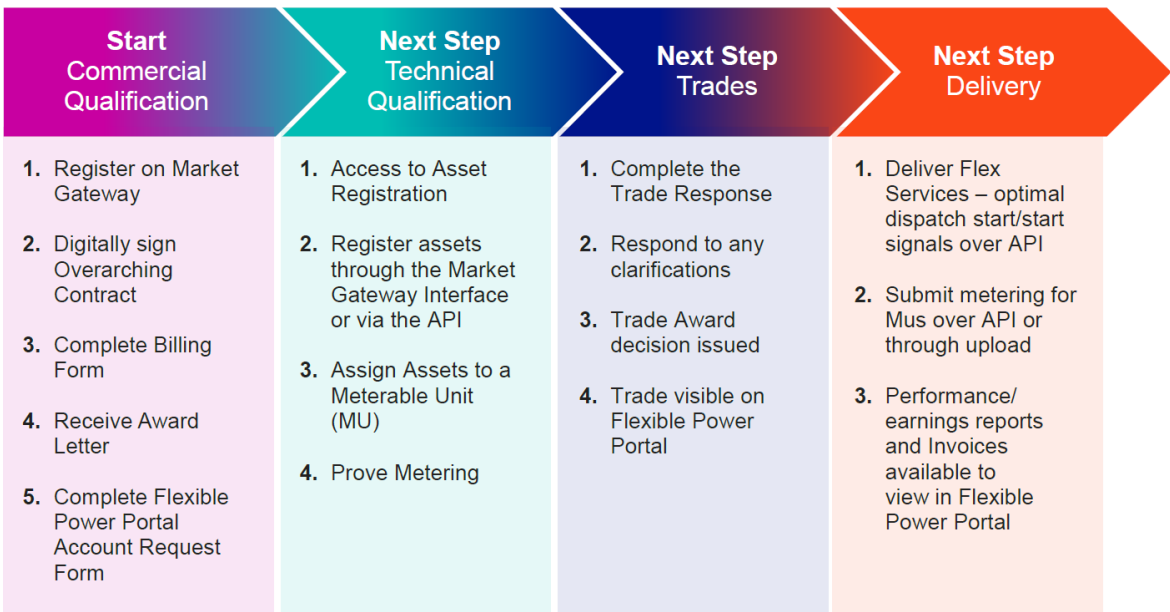 Start
Commercial
Qualification
Next Step
Technical
Qualification
Next Step
Trades
Next Step
Delivery
1. Register on Market
Gateway
2. Digitally sign
Overarching
Contract
3. Complete Billing
Form
4. Receive Award
Letter
5. Complete Flexible
Power Portal
Account Request
Form
1. Access to Asset
Registration
2. Register assets
through the Market
Gateway Interface
or via the API
3. Assign Assets to a
Meterable Unit
(MU)
4. Prove Metering
1. Complete the
Trade Response
2. Respond to any
clarifications
3. Trade Award
decision issued
4. Trade visible on
Flexible Power
Portal
1. Deliver Flex
Services – optimal
dispatch start/start
signals over API
2. Submit metering for
Mus over API or
through upload
3. Performance/
earnings reports
and Invoices
available to
view in Flexible
Power Portal